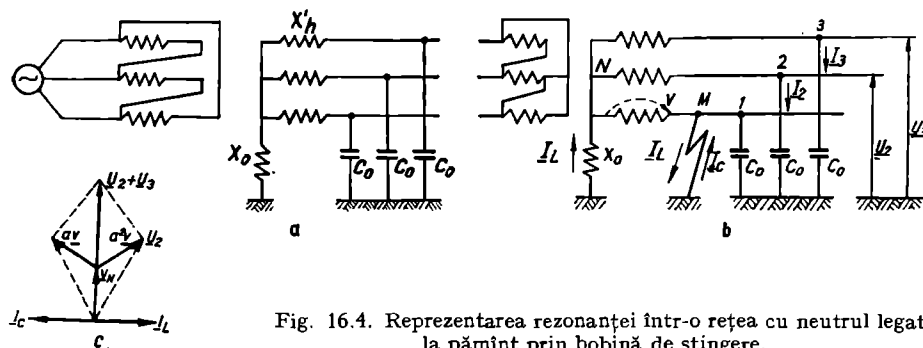 X'h
3
I3
2
I2
N
V
M
1
IL
X0
IL
Ic
C0
C0
C0
U2
U
X0
C0
C0
C0
a
b
U2+U3
av
a²v
U2
VN
Ic
IL
c
Fig. 16.4. Reprezentarea rezonanței într-o rețea cu neutrul legat
la pămînt prin bobină de stingere